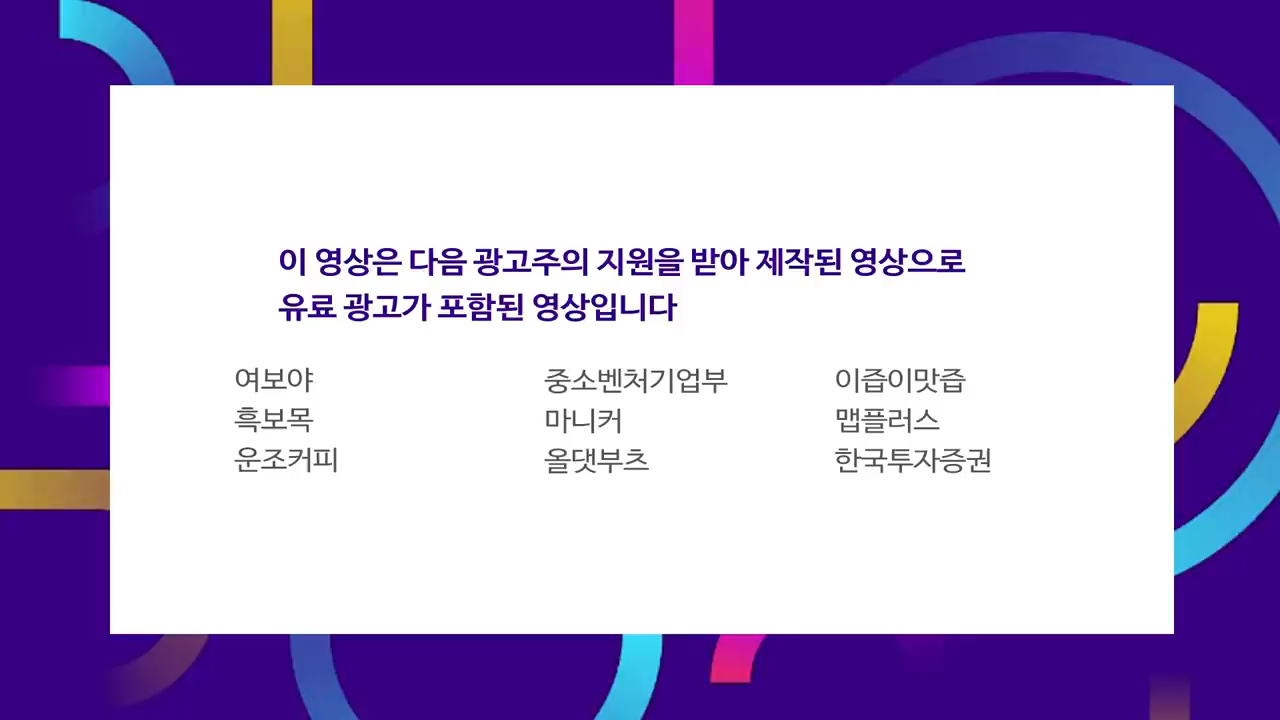 이 영상은 다음 광고주의 지원을 받아 제작된 영상으로
유료 광고가 포함된 영상입니다
여보야 중소벤처기업부 이즙이맛즙
흑보목 마니커 맵플러스
운조커피 올댓부츠 한국투자증권